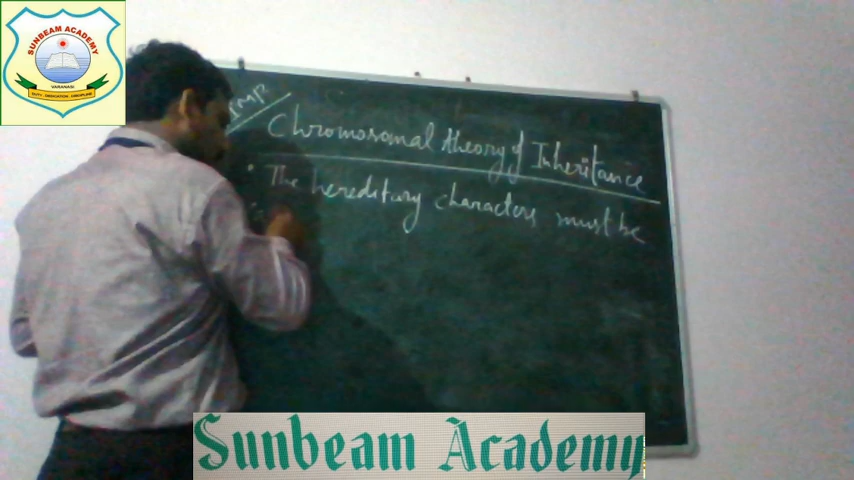 SUNBEAM ACADEMY
VARANASI
IMP
Chromosomal theory of Inheritance
• The hereditary characters must be
Sunbeam Academy